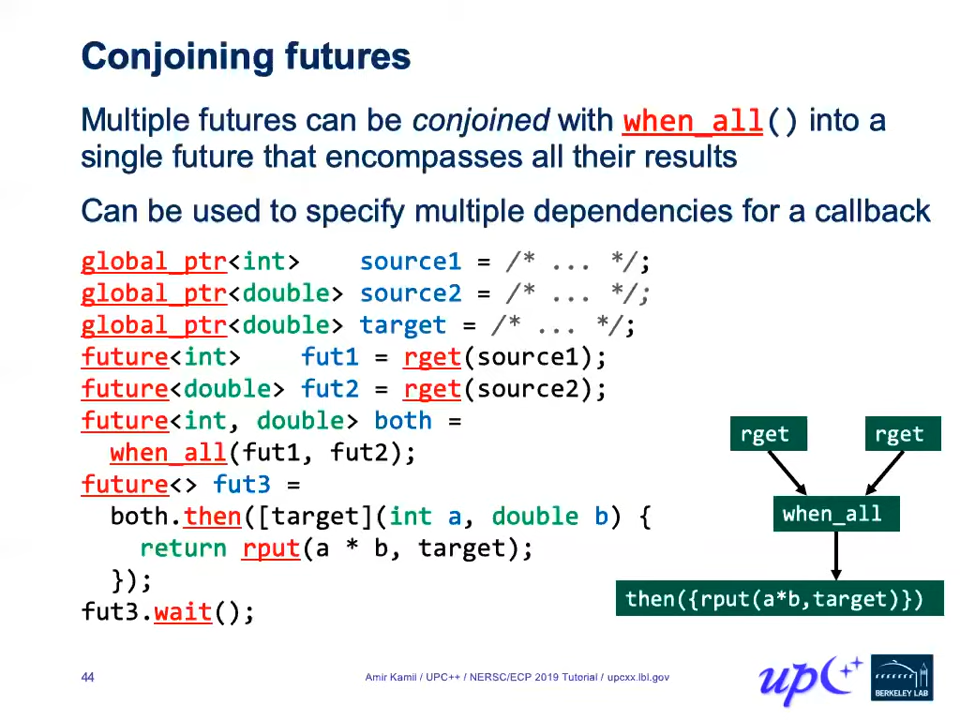 Conjoining futures
Multiple futures can be conjoined with when_all() into a
single future that encompasses all their results
Can be used to specify multiple dependencies for a callback
global_ptr<int>    source1 = /* ... */;
global_ptr<double> source2 = /* ... */;
global_ptr<double> target = /* ... */;
future<int>    fut1 = rget(source1);
future<double> fut2 = rget(source2);
future<int, double> both =
  when_all(fut1, fut2);
future<> fut3 =
  both.then([target](int a, double b) {
    return rput(a * b, target);
  });
fut3.wait();
rget
rget
when_all
then({rput(a*b,target)})
44
Amir Kamil / UPC++ / NERSC/ECP 2019 Tutorial / upcxx.lbl.gov
upC++
BERKELEY LAB